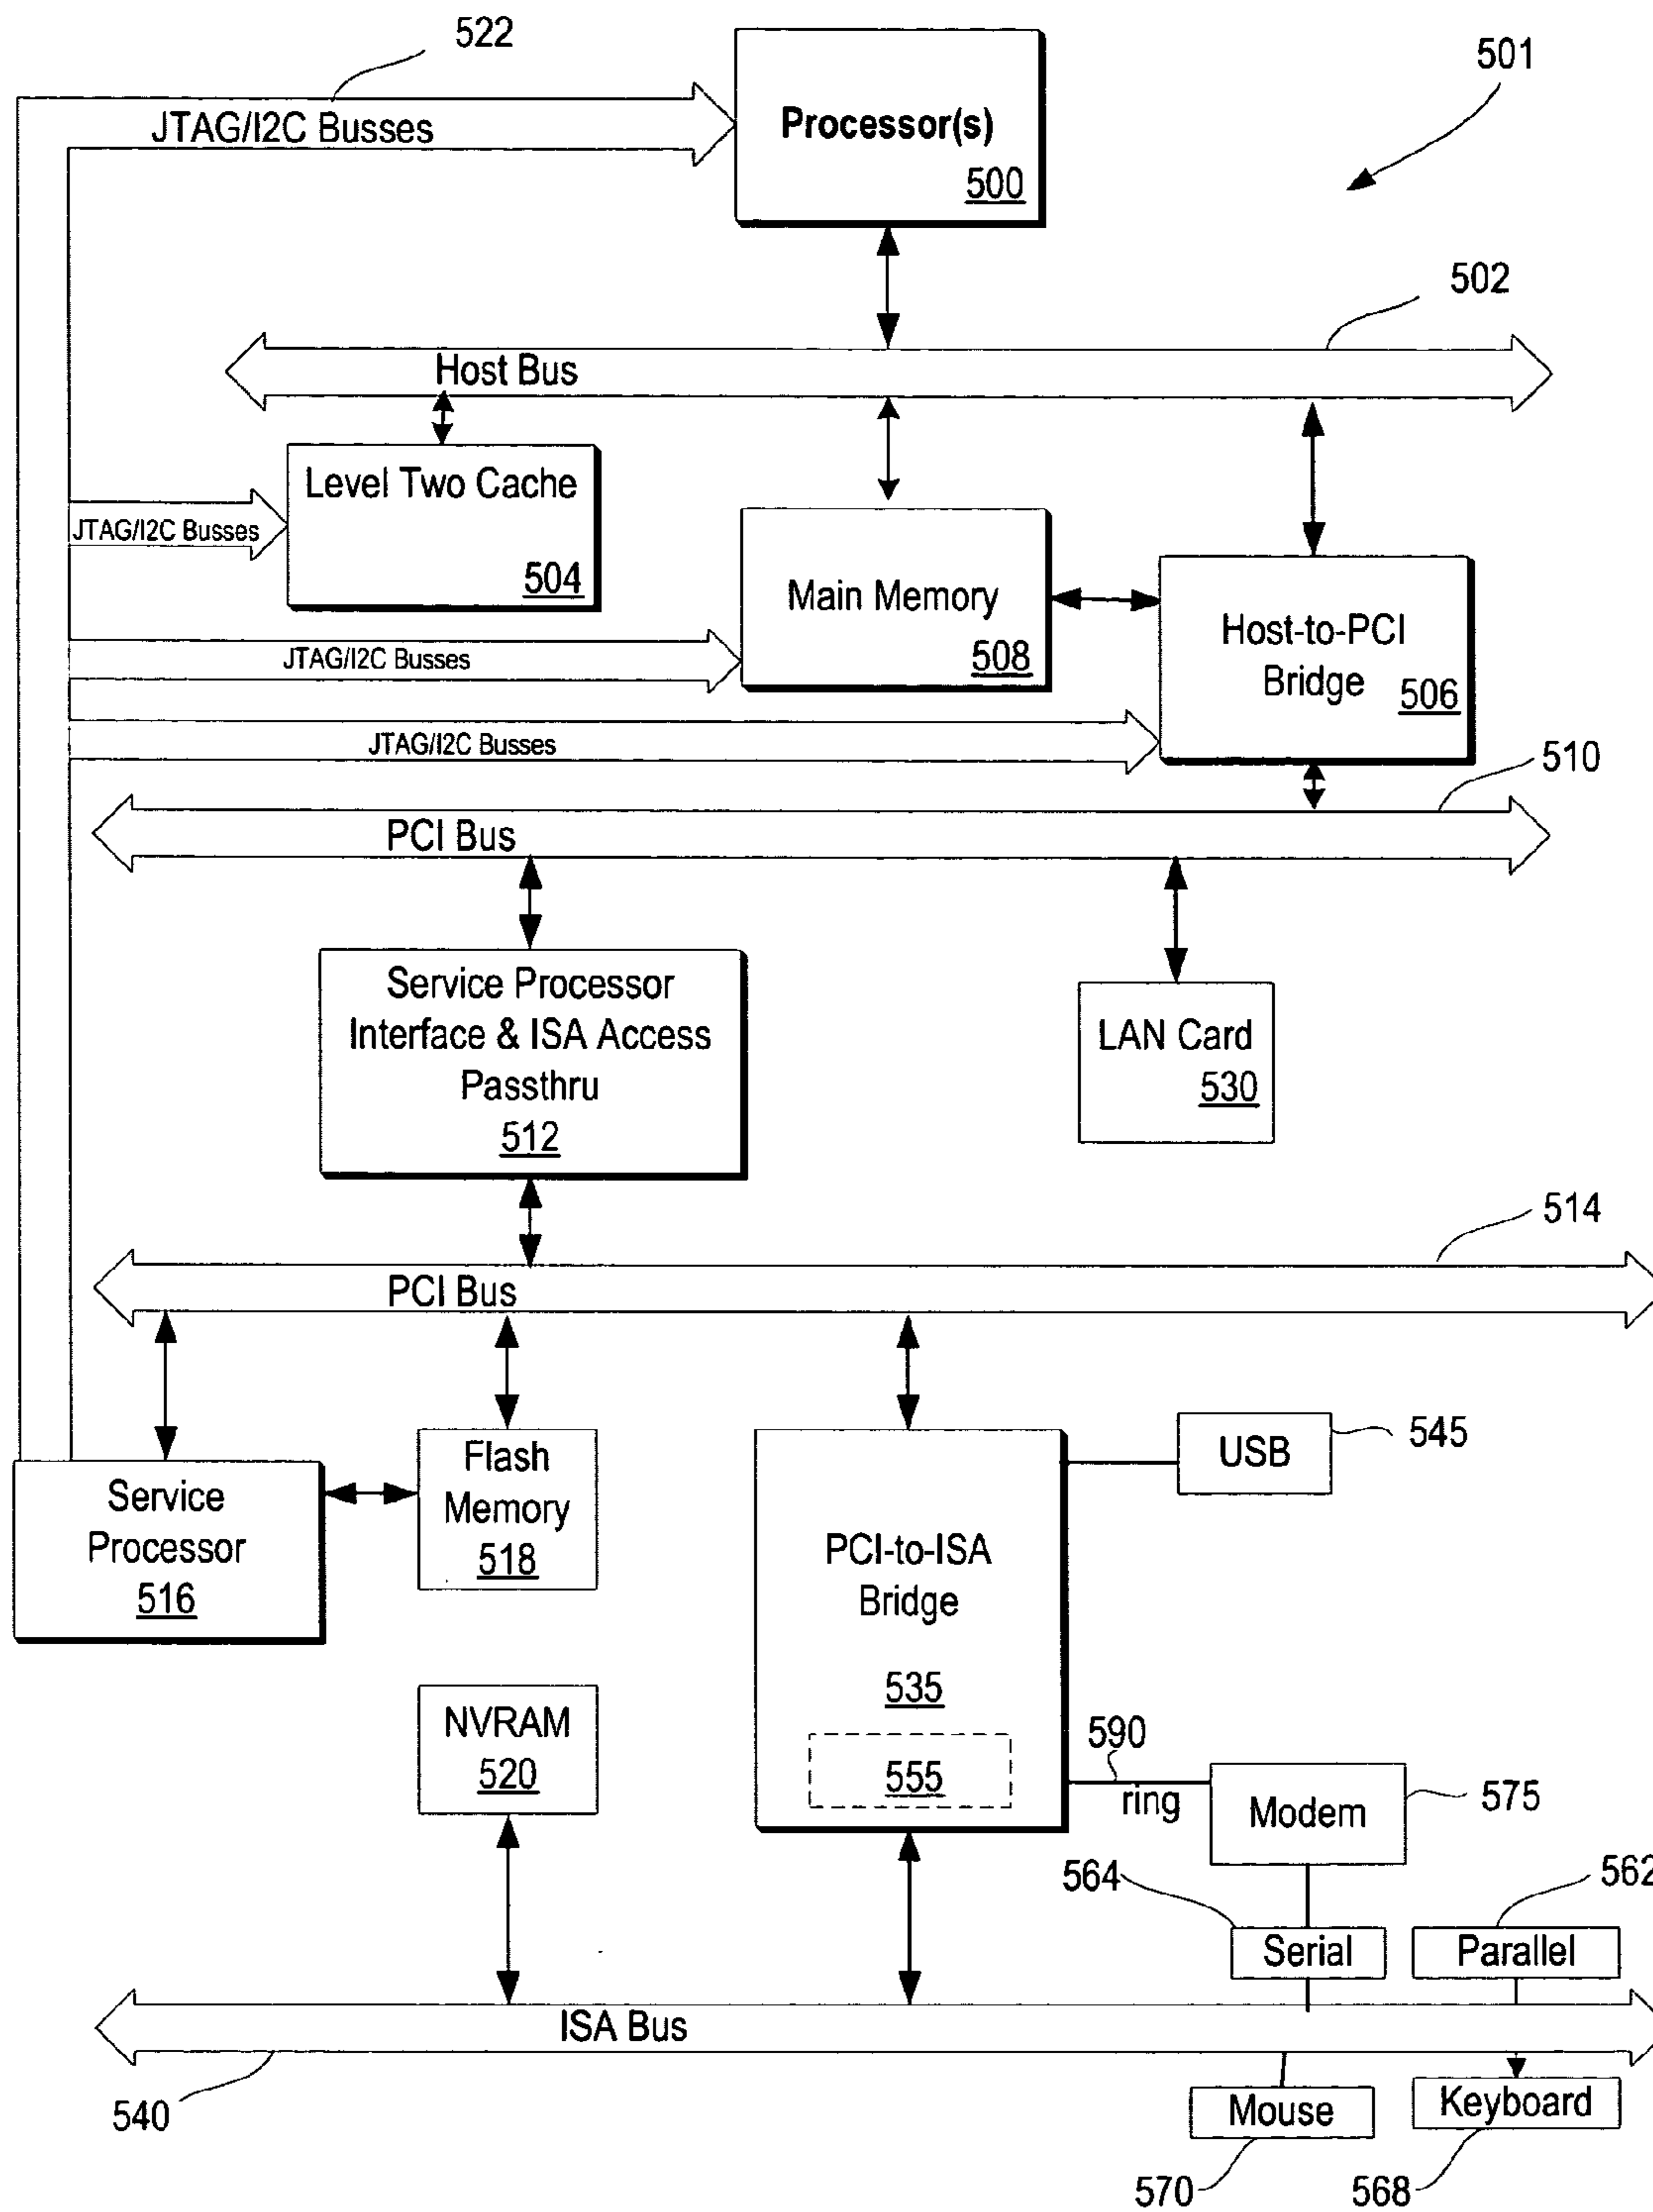 522
501
JTAG/I2C Busses
Processor(s)
500
502
Host Bus
Level Two Cache
504
JTAG/I2C Busses
Main Memory
508
Host-to-PCI
Bridge
506
JTAG/I2C Busses
JTAG/I2C Busses
510
PCI Bus
Service Processor
Interface & ISA Access
Passthru
512
LAN Card
530
514
PCI Bus
Service
Processor
516
Flash
Memory
518
USB
545
PCI-to-ISA
Bridge
535
555
NVRAM
520
590
ring
Modem
575
564
562
Serial
Parallel
ISA Bus
540
Mouse
Keyboard
570
568